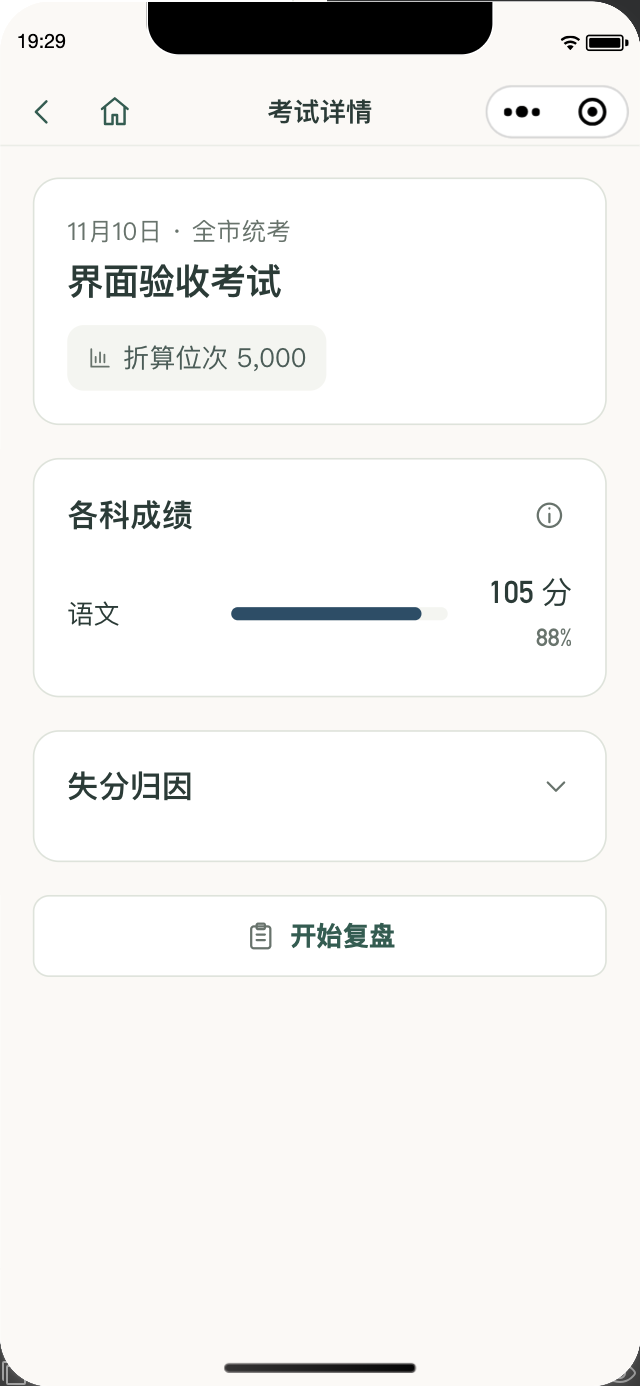 19:29
考试详情
11月10日 · 全市统考
界面验收考试
折算位次 5,000
各科成绩
语文
105 分
88%
失分归因
开始复盘